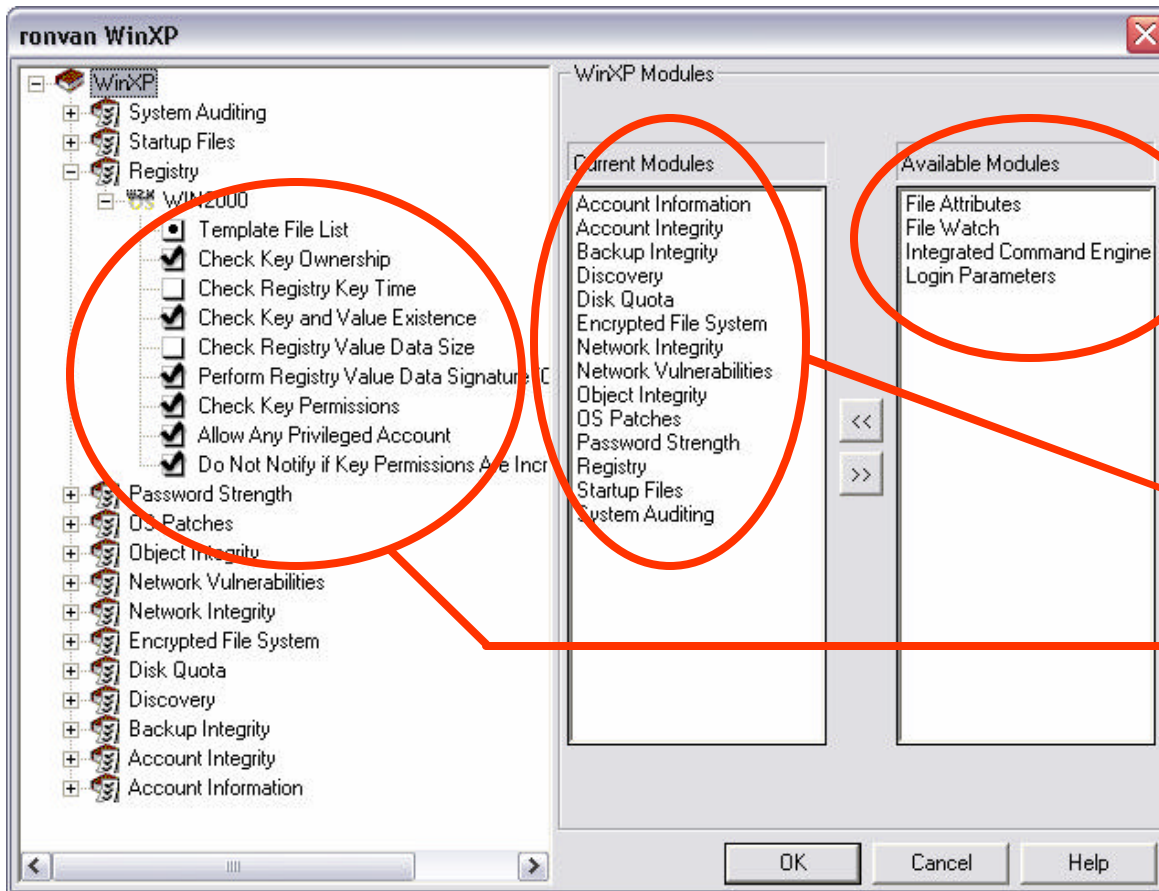 ronvan WinXP
WinXP
System Auditing
Startup Files
Registry
WIN2000
Template File List
Check Key Ownership
Check Registry Key Time
Check Key and Value Existence
Check Registry Value Data Size
Perform Registry Value Data Signature (C
Check Key Permissions
Allow Any Privileged Account
Do Not Notify if Key Permissions Are Incr
Password Strength
OS Patches
Object Integrity
Network Vulnerabilities
Network Integrity
Encrypted File System
Disk Quota
Discovery
Backup Integrity
Account Integrity
Account Information
WinXP Modules
Current Modules
Account Information
Account Integrity
Backup Integrity
Discovery
Disk Quota
Encrypted File System
Network Integrity
Network Vulnerabilities
Object Integrity
OS Patches
Password Strength
Registry
Startup Files
System Auditing
<<
>>
Available Modules
File Attributes
File Watch
Integrated Command Engine
Login Parameters
OK
Cancel
Help